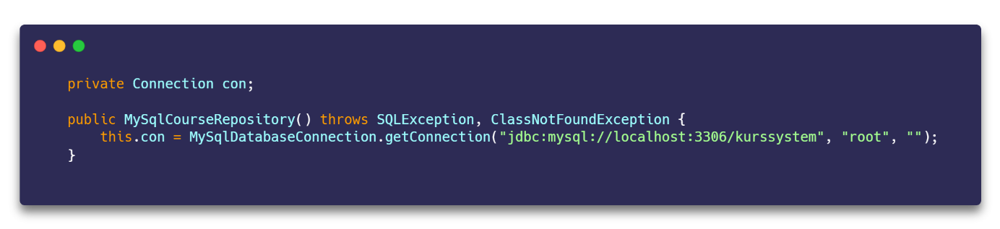 private Connection con;
public MySqlCourseRepository() throws SQLException, ClassNotFoundException {
this.con = MySqlDatabaseConnection.getConnection("jdbc:mysql://localhost:3306/kurssystem", "root", "");
}